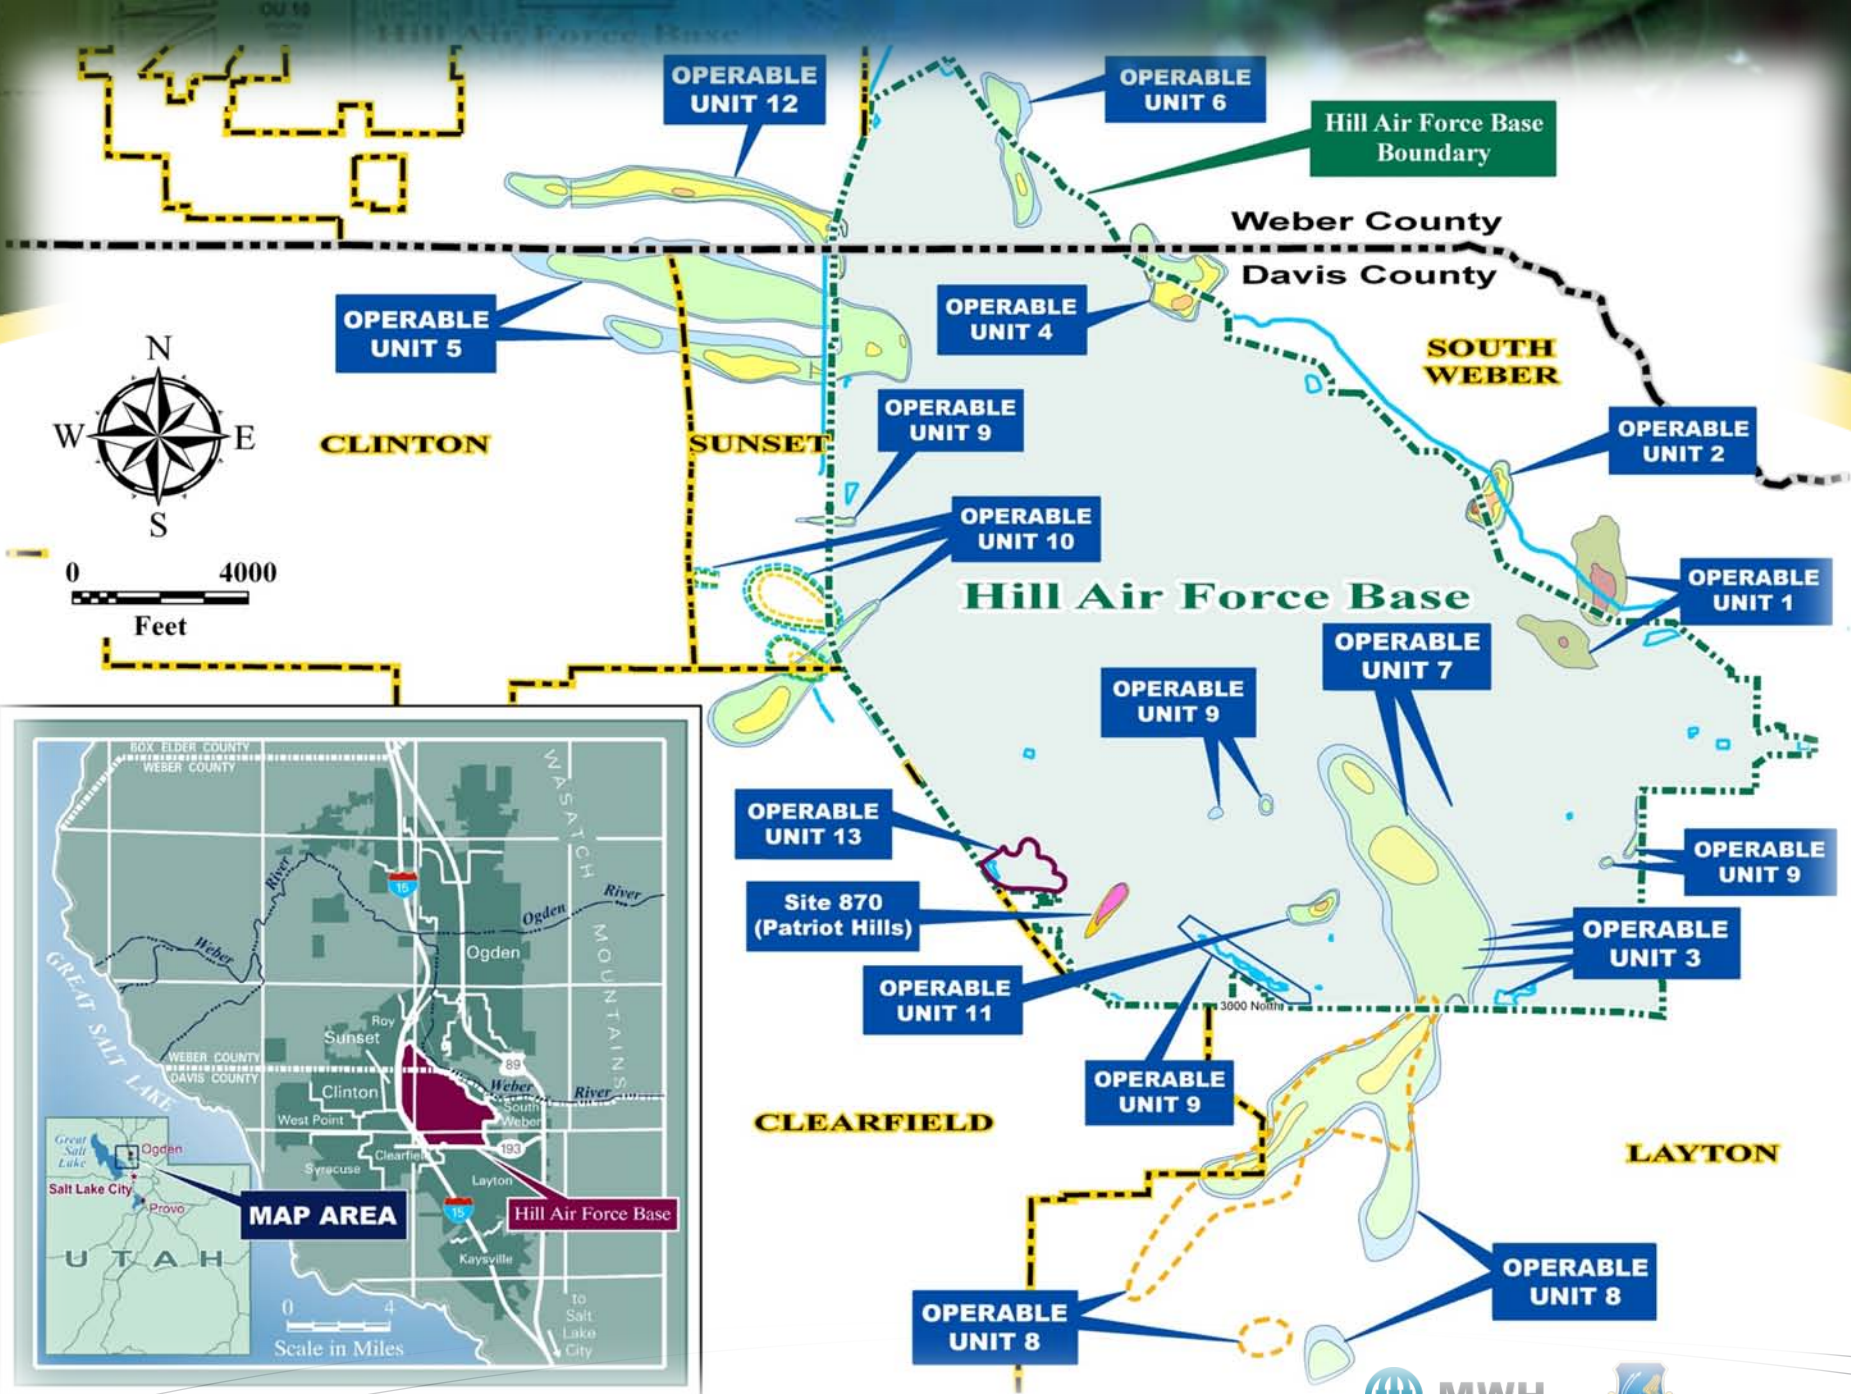 OU 10
Hill Air Force Base
OPERABLE
UNIT 12
OPERABLE
UNIT 6
Hill Air Force Base
Boundary
Weber County
Davis County
OPERABLE
UNIT 5
OPERABLE
UNIT 4
SOUTH
WEBER
N
W
E
S
CLINTON
SUNSET
OPERABLE
UNIT 9
OPERABLE
UNIT 2
OPERABLE
UNIT 10
0
4000
Feet
Hill Air Force Base
OPERABLE
UNIT 1
OPERABLE
UNIT 7
OPERABLE
UNIT 9
OPERABLE
UNIT 13
OPERABLE
UNIT 9
Site 870
(Patriot Hills)
OPERABLE
UNIT 3
OPERABLE
UNIT 11
3000 North
OPERABLE
UNIT 9
CLEARFIELD
LAYTON
OPERABLE
UNIT 8
OPERABLE
UNIT 8
BOX ELDER COUNTY
WEBER COUNTY
WASATCH MOUNTAINS
River
15
River
Ogden
Weber
Ogden
GREAT SALT LAKE
Roy
Sunset
WEBER COUNTY
DAVIS COUNTY
89
Weber
River
Clinton
South
Weber
West Point
193
Clearfield
Syracuse
Layton
15
Hill Air Force Base
Kaysville
Great
Salt
Lake
Ogden
Salt Lake City
Provo
MAP AREA
UTAH
0
4
Scale in Miles
to
Salt
Lake
City
MWH